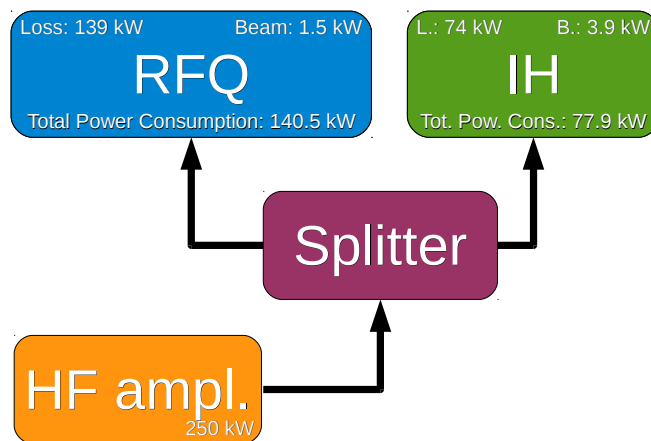 Loss: 139 kW Beam: 1.5 kW
RFQ
Total Power Consumption: 140.5 kW
L.: 74 kW B.: 3.9 kW
IH
Tot. Pow. Cons.: 77.9 kW
Splitter
HF ampl.
250 kW